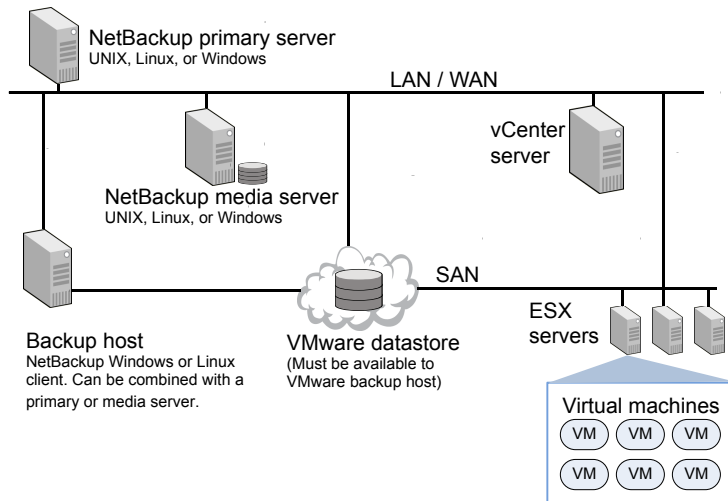 NetBackup primary server
UNIX, Linux, or Windows
LAN / WAN
vCenter
server
NetBackup media server
UNIX, Linux, or Windows
SAN
ESX
servers
Backup host
NetBackup Windows or Linux
client. Can be combined with a
primary or media server.
VMware datastore
(Must be available to
VMware backup host)
Virtual machines
VM VM VM
VM VM VM